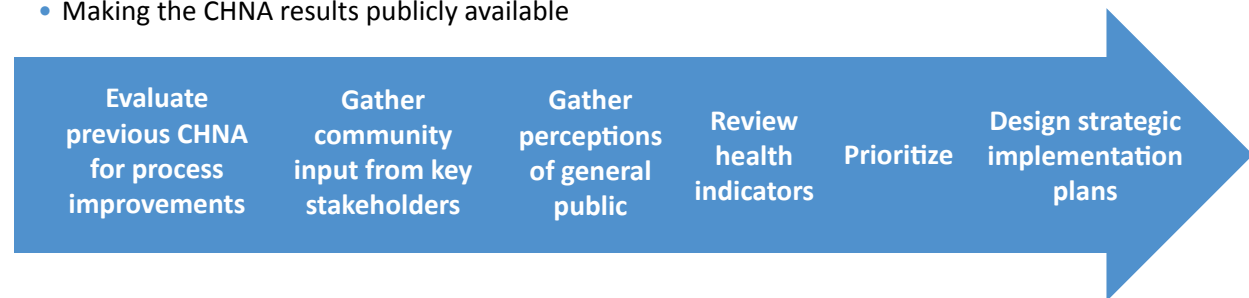 • Making the CHNA results publicly available
Evaluate
previous CHNA
for process
improvements
Gather
community
input from key
stakeholders
Gather
perceptions
of general
public
Review
health
indicators
Prioritize
Design strategic
implementation
plans